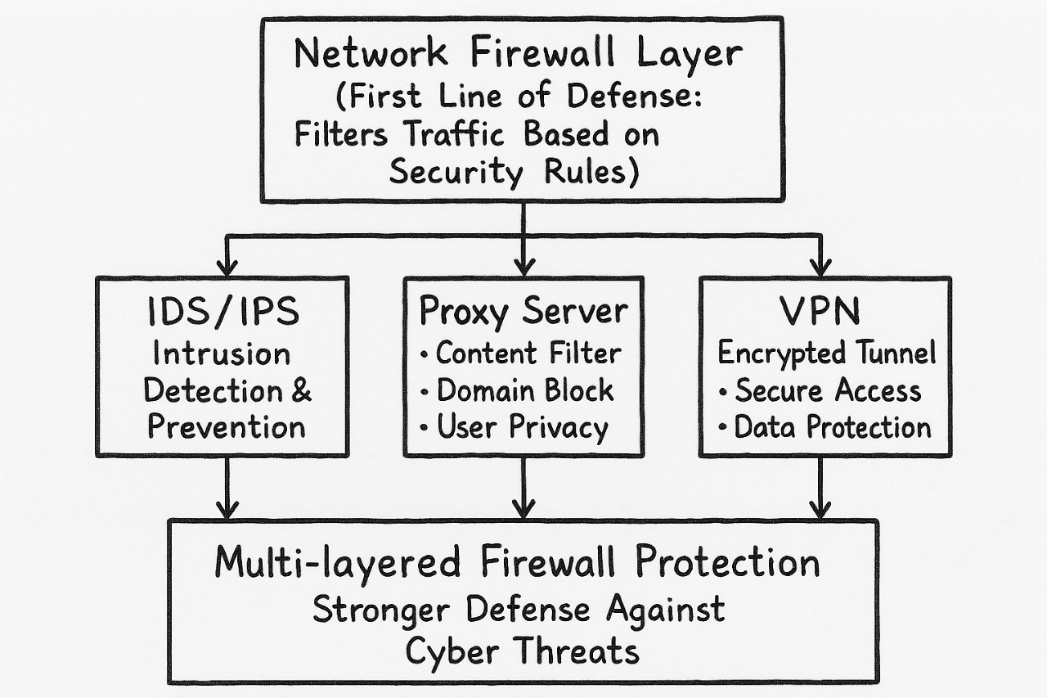 Network Firewall Layer
(First Line of Defense:
Filters Traffic Based on
Security Rules)
IDS/IPS
Intrusion
Detection &
Prevention
Proxy Server
• Content Filter
• Domain Block
• User Privacy
VPN
Encrypted Tunnel
• Secure Access
• Data Protection
Multi-layered Firewall Protection
Stronger Defense Against
Cyber Threats